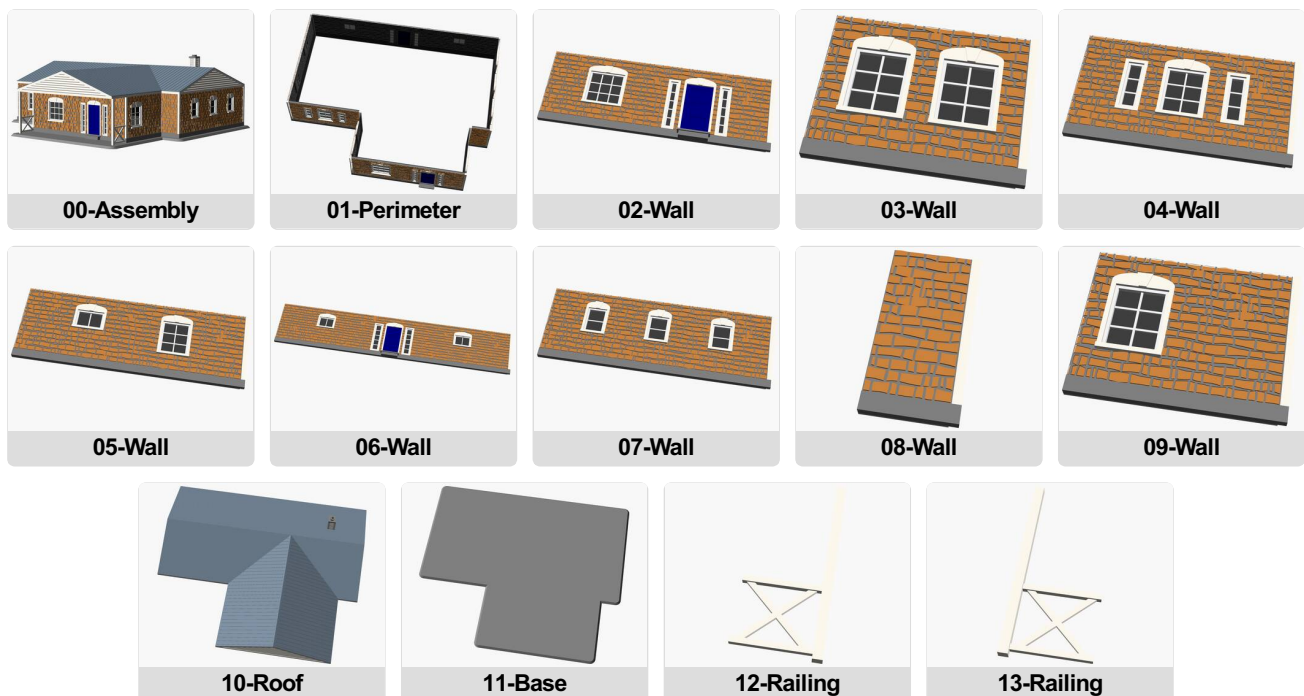 00-Assembly
01-Perimeter
02-Wall
03-Wall
04-Wall
05-Wall
06-Wall
07-Wall
08-Wall
09-Wall
10-Roof
11-Base
12-Railing
13-Railing